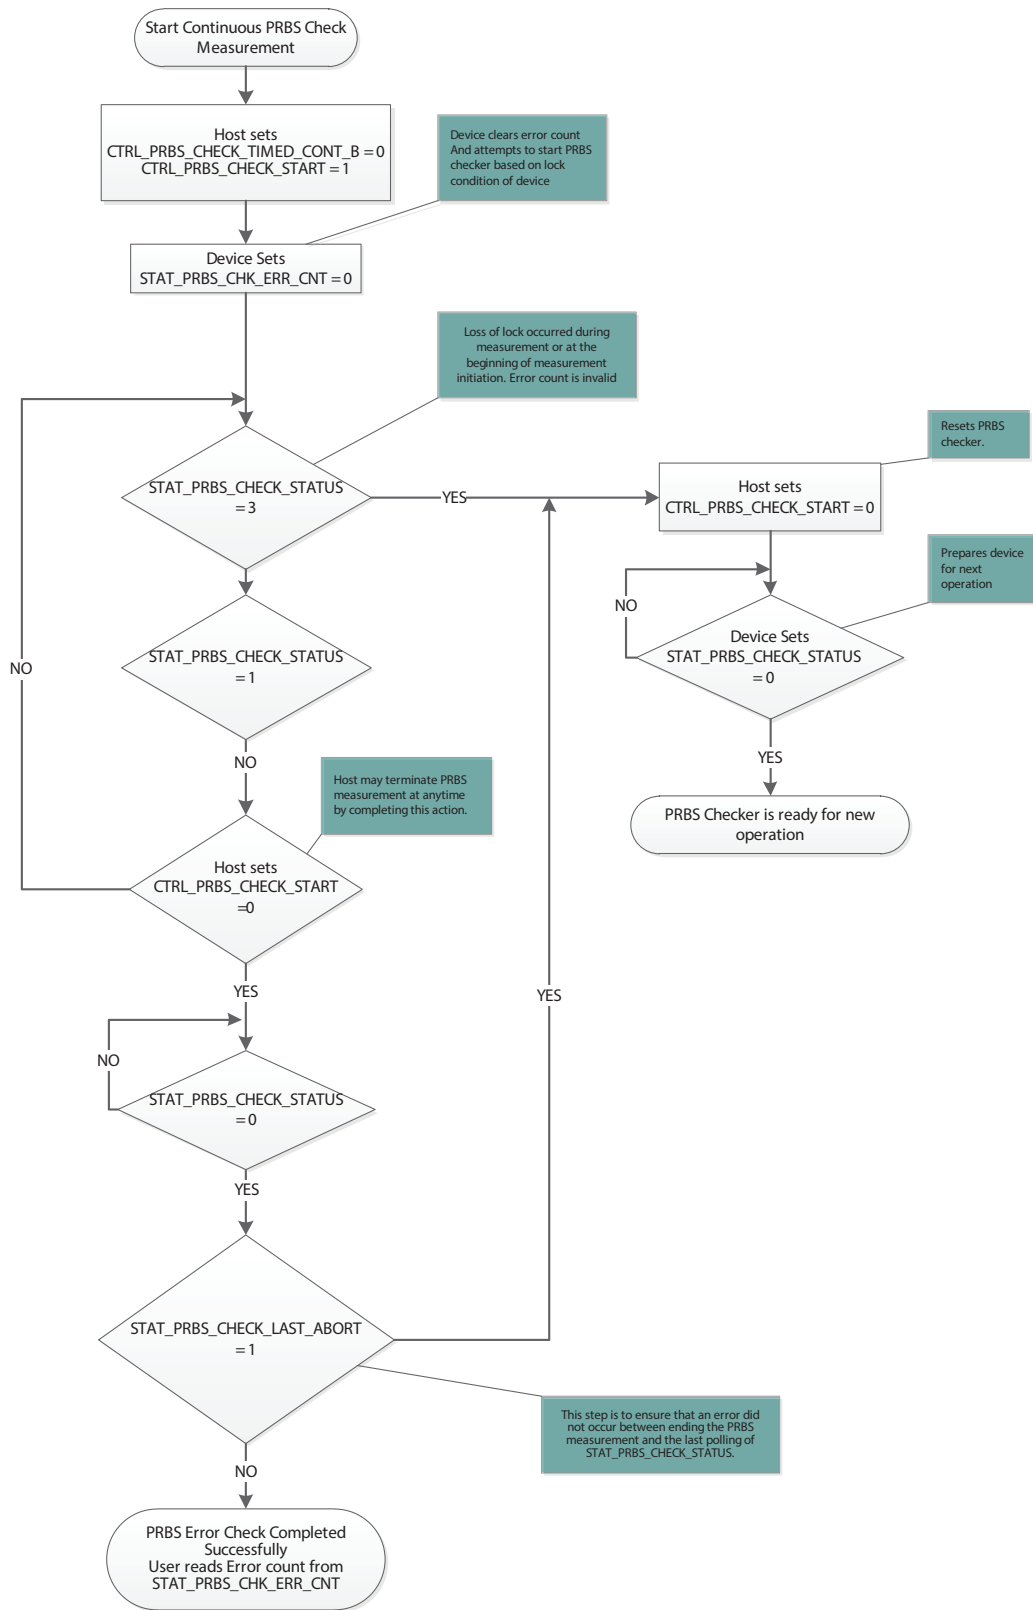 Start Continuous PRBS Check
Measurement
Host sets
CTRL_PRBS_CHECK_TIMED_CONT_B = 0
CTRL_PRBS_CHECK_START = 1
Device clears error count
And attempts to start PRBS
checker based on lock
condition of device
Device Sets
STAT_PRBS_CHK_ERR_CNT = 0
Loss of lock occurred during
measurement or at the
beginning of measurement
initiation. Error count is invalid
STAT_PRBS_CHECK_STATUS
= 3
YES
Resets PRBS
checker.
Host sets
CTRL_PRBS_CHECK_START = 0
Prepares device
for next
operation
NO
Device Sets
STAT_PRBS_CHECK_STATUS
= 0
YES
PRBS Checker is ready for new
operation
STAT_PRBS_CHECK_STATUS
= 1
NO
NO
Host may terminate PRBS
measurement at anytime
by completing this action.
Host sets
CTRL_PRBS_CHECK_START
=0
YES
YES
NO
STAT_PRBS_CHECK_STATUS
= 0
YES
STAT_PRBS_CHECK_LAST_ABORT
= 1
This step is to ensure that an error did
not occur between ending the PRBS
measurement and the last polling of
STAT_PRBS_CHECK_STATUS.
NO
PRBS Error Check Completed
Successfully
User reads Error count from
STAT_PRBS_CHK_ERR_CNT